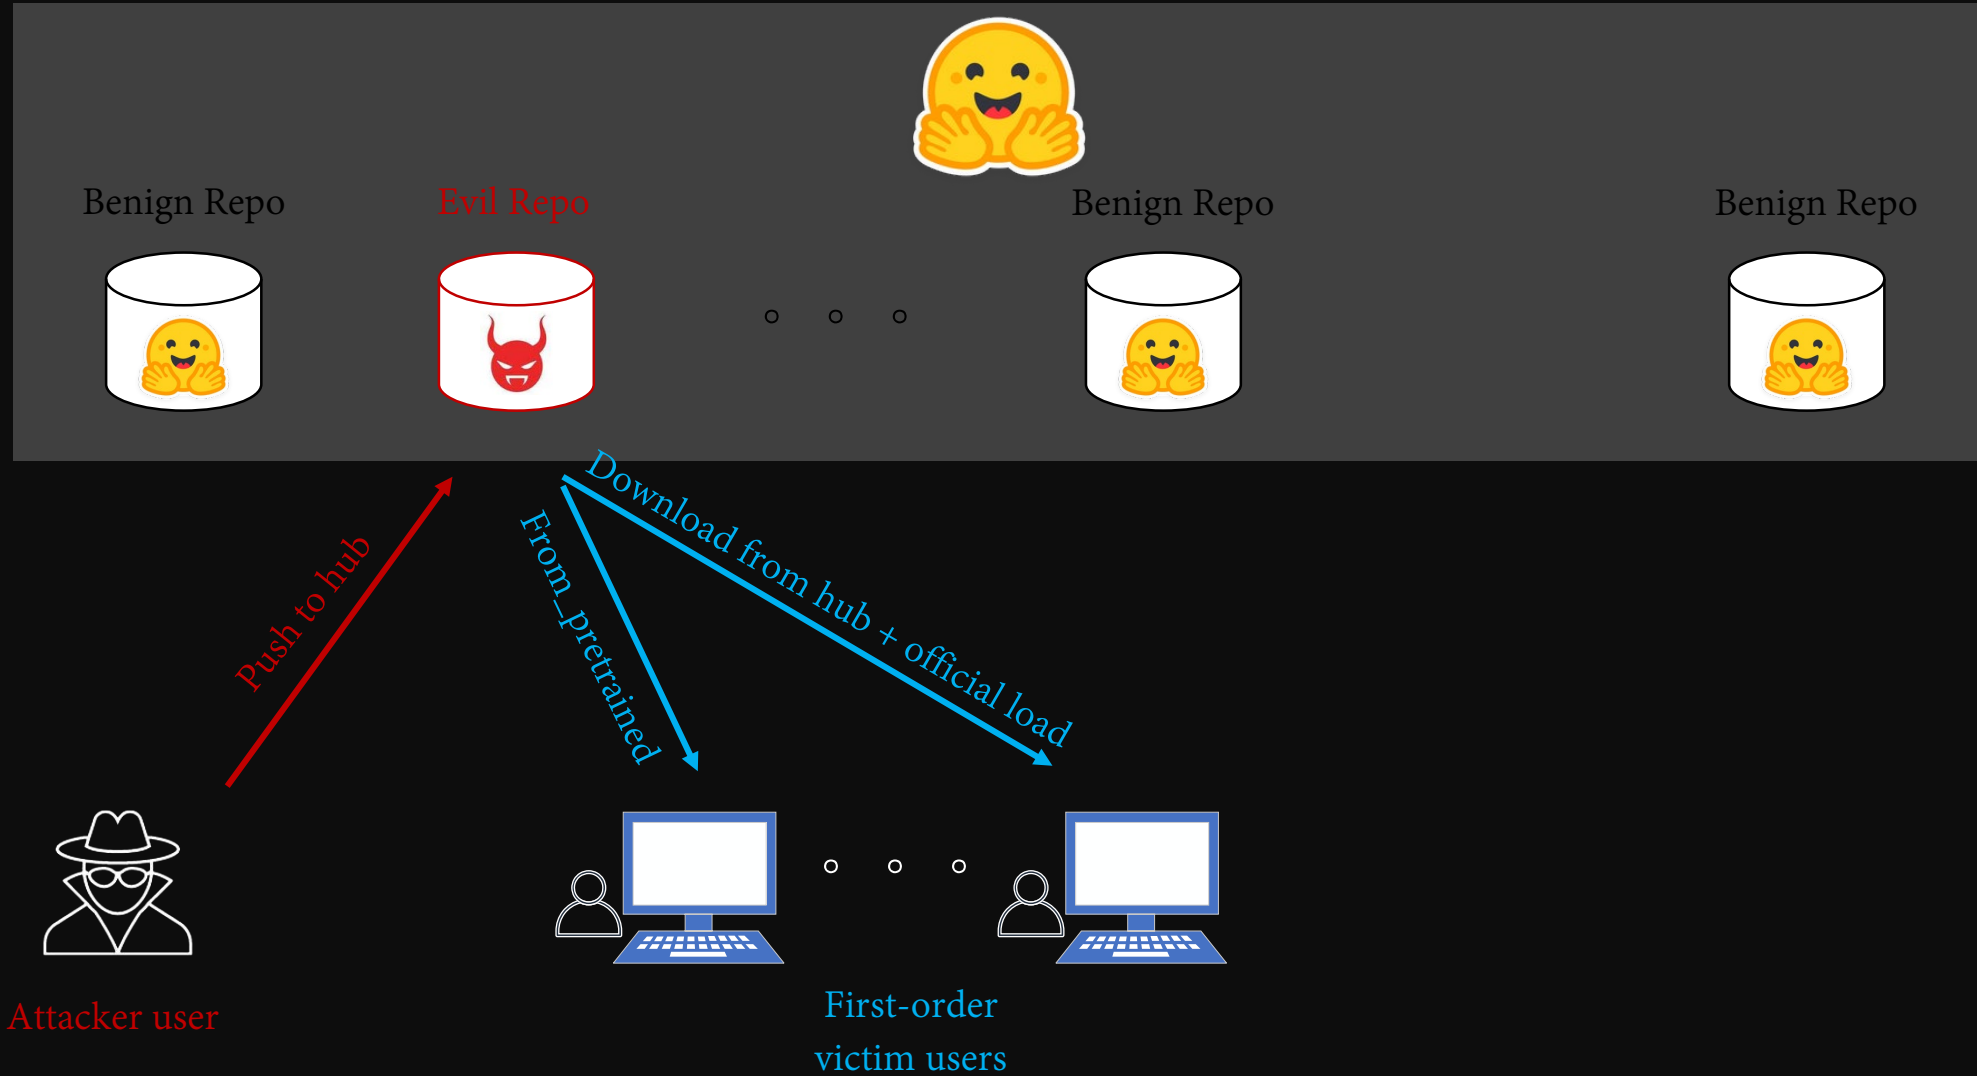 Benign Repo
Evil Repo
Benign Repo
Benign Repo
Push to hub
From_pretrained
Download from hub + official load
Attacker user
First-order
victim users